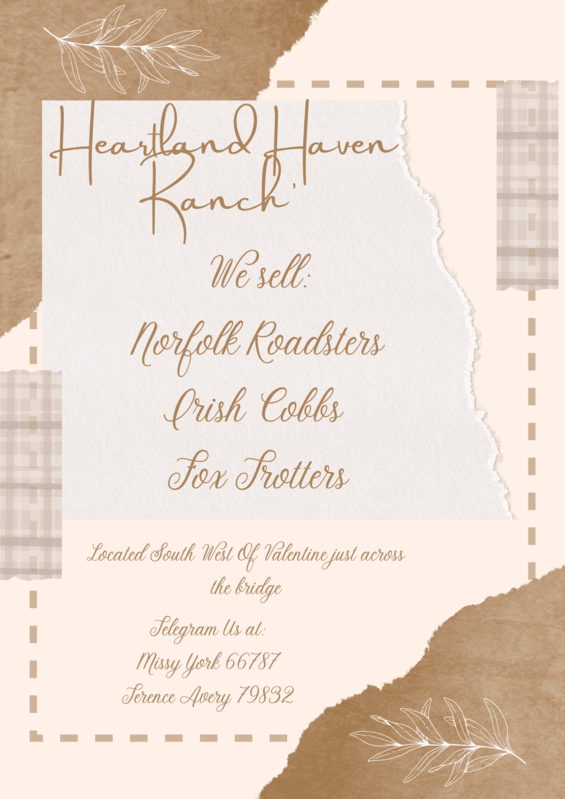 Heartland Haven
Ranch'
We sell:
Norfolk Roadsters
Irish Cobbs
Fox Trotters
Located South West Of Valentine just across
the bridge
Telegram Us at:
Missy York 66787
Terence Avery 79832